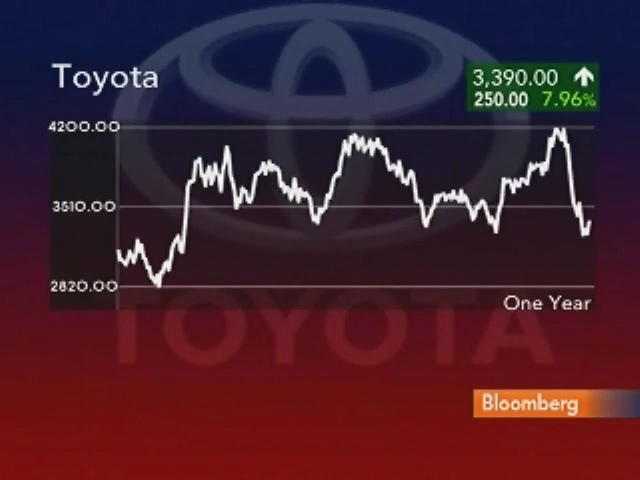 Toyota
3,390.00
250.00 7.96%
4200.00
3510.00
2820.00
One Year
TOYOTA
Bloomberg